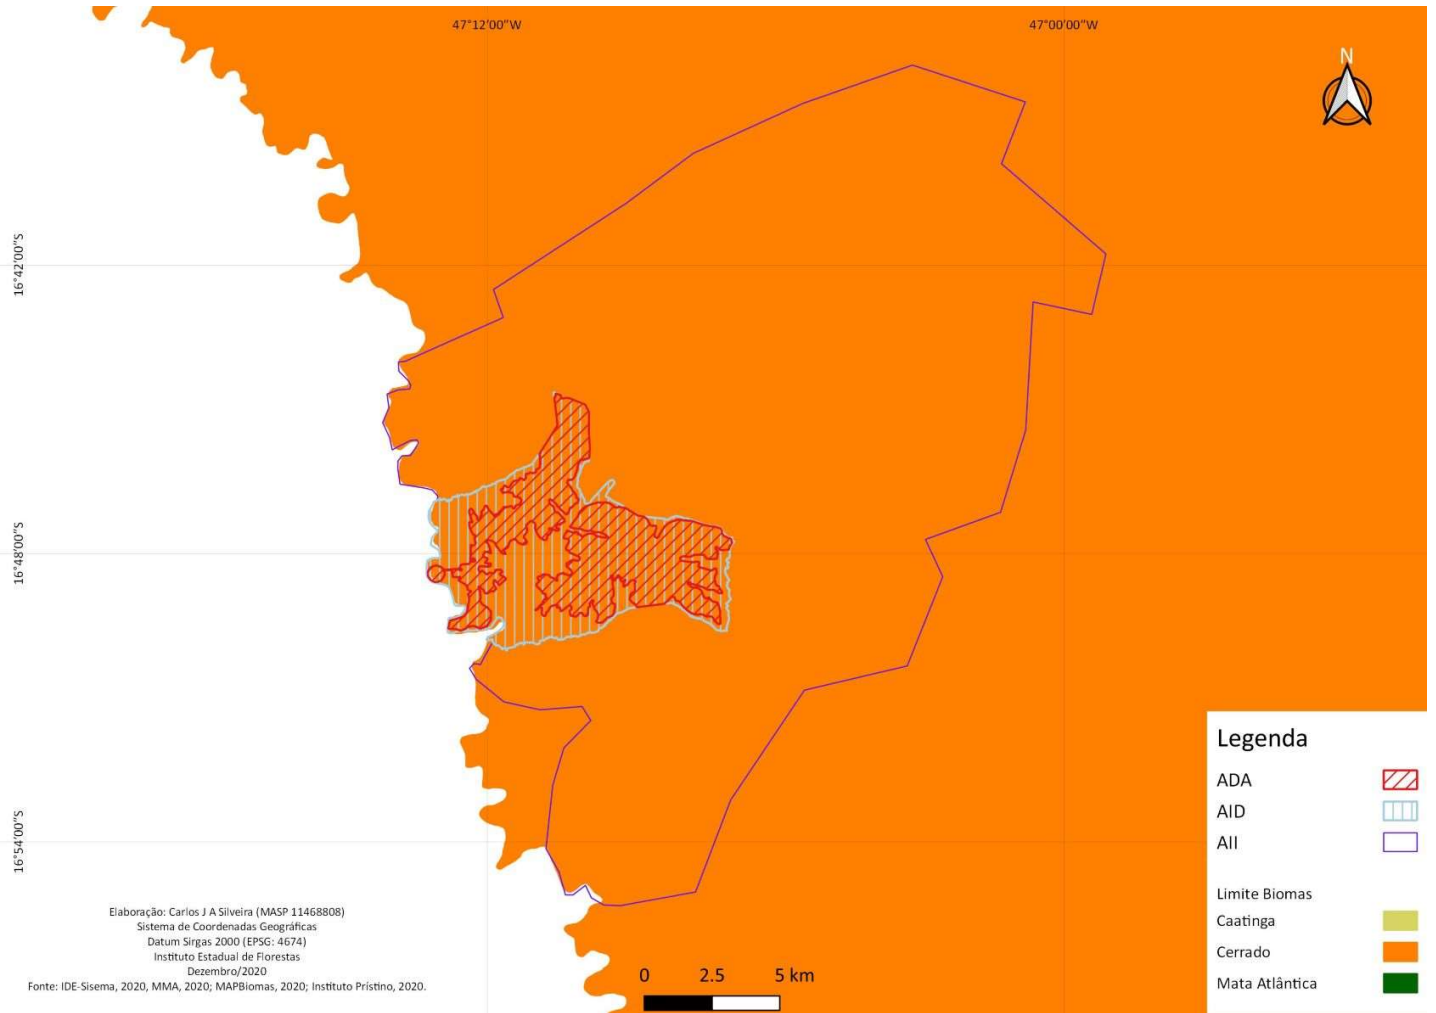 47°12'00"W
47°00'00"W
N
16°42'00"S
16°48'00"S
16°54'00"S
Legenda
ADA
AID
AII
Limite Biomas
Caatinga
Cerrado
Mata Atlântica
Elaboração: Carlos J A Silveira (MASP 11468808)
Sistema de Coordenadas Geográficas
Datum Sirgas 2000 (EPSG: 4674)
Instituto Estadual de Florestas
Dezembro/2020
Fonte: IDE-Sisema, 2020, MMA, 2020; MAPBiomas, 2020; Instituto Prístino, 2020.
0 2.5 5 km